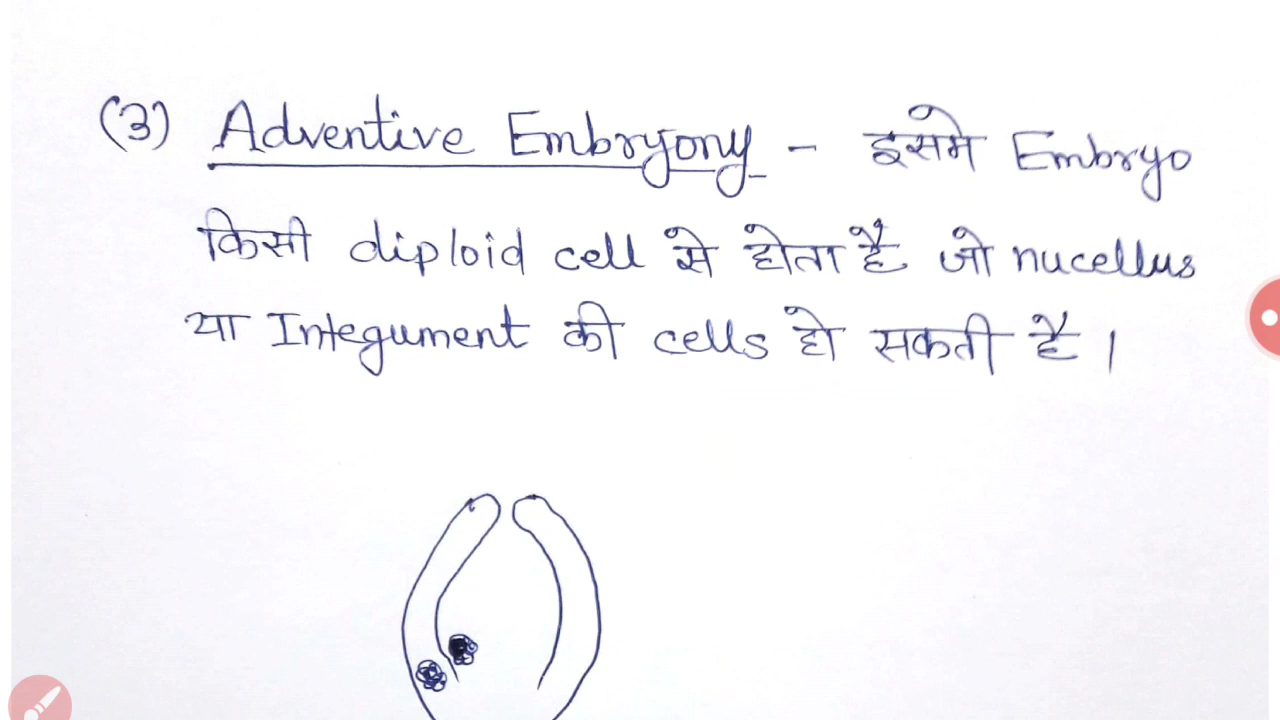 (3) Adventive Embryony - इसमे Embryo
किसी diploid cell से होता है जो nucellus
या Integument की cells हो सकती है।